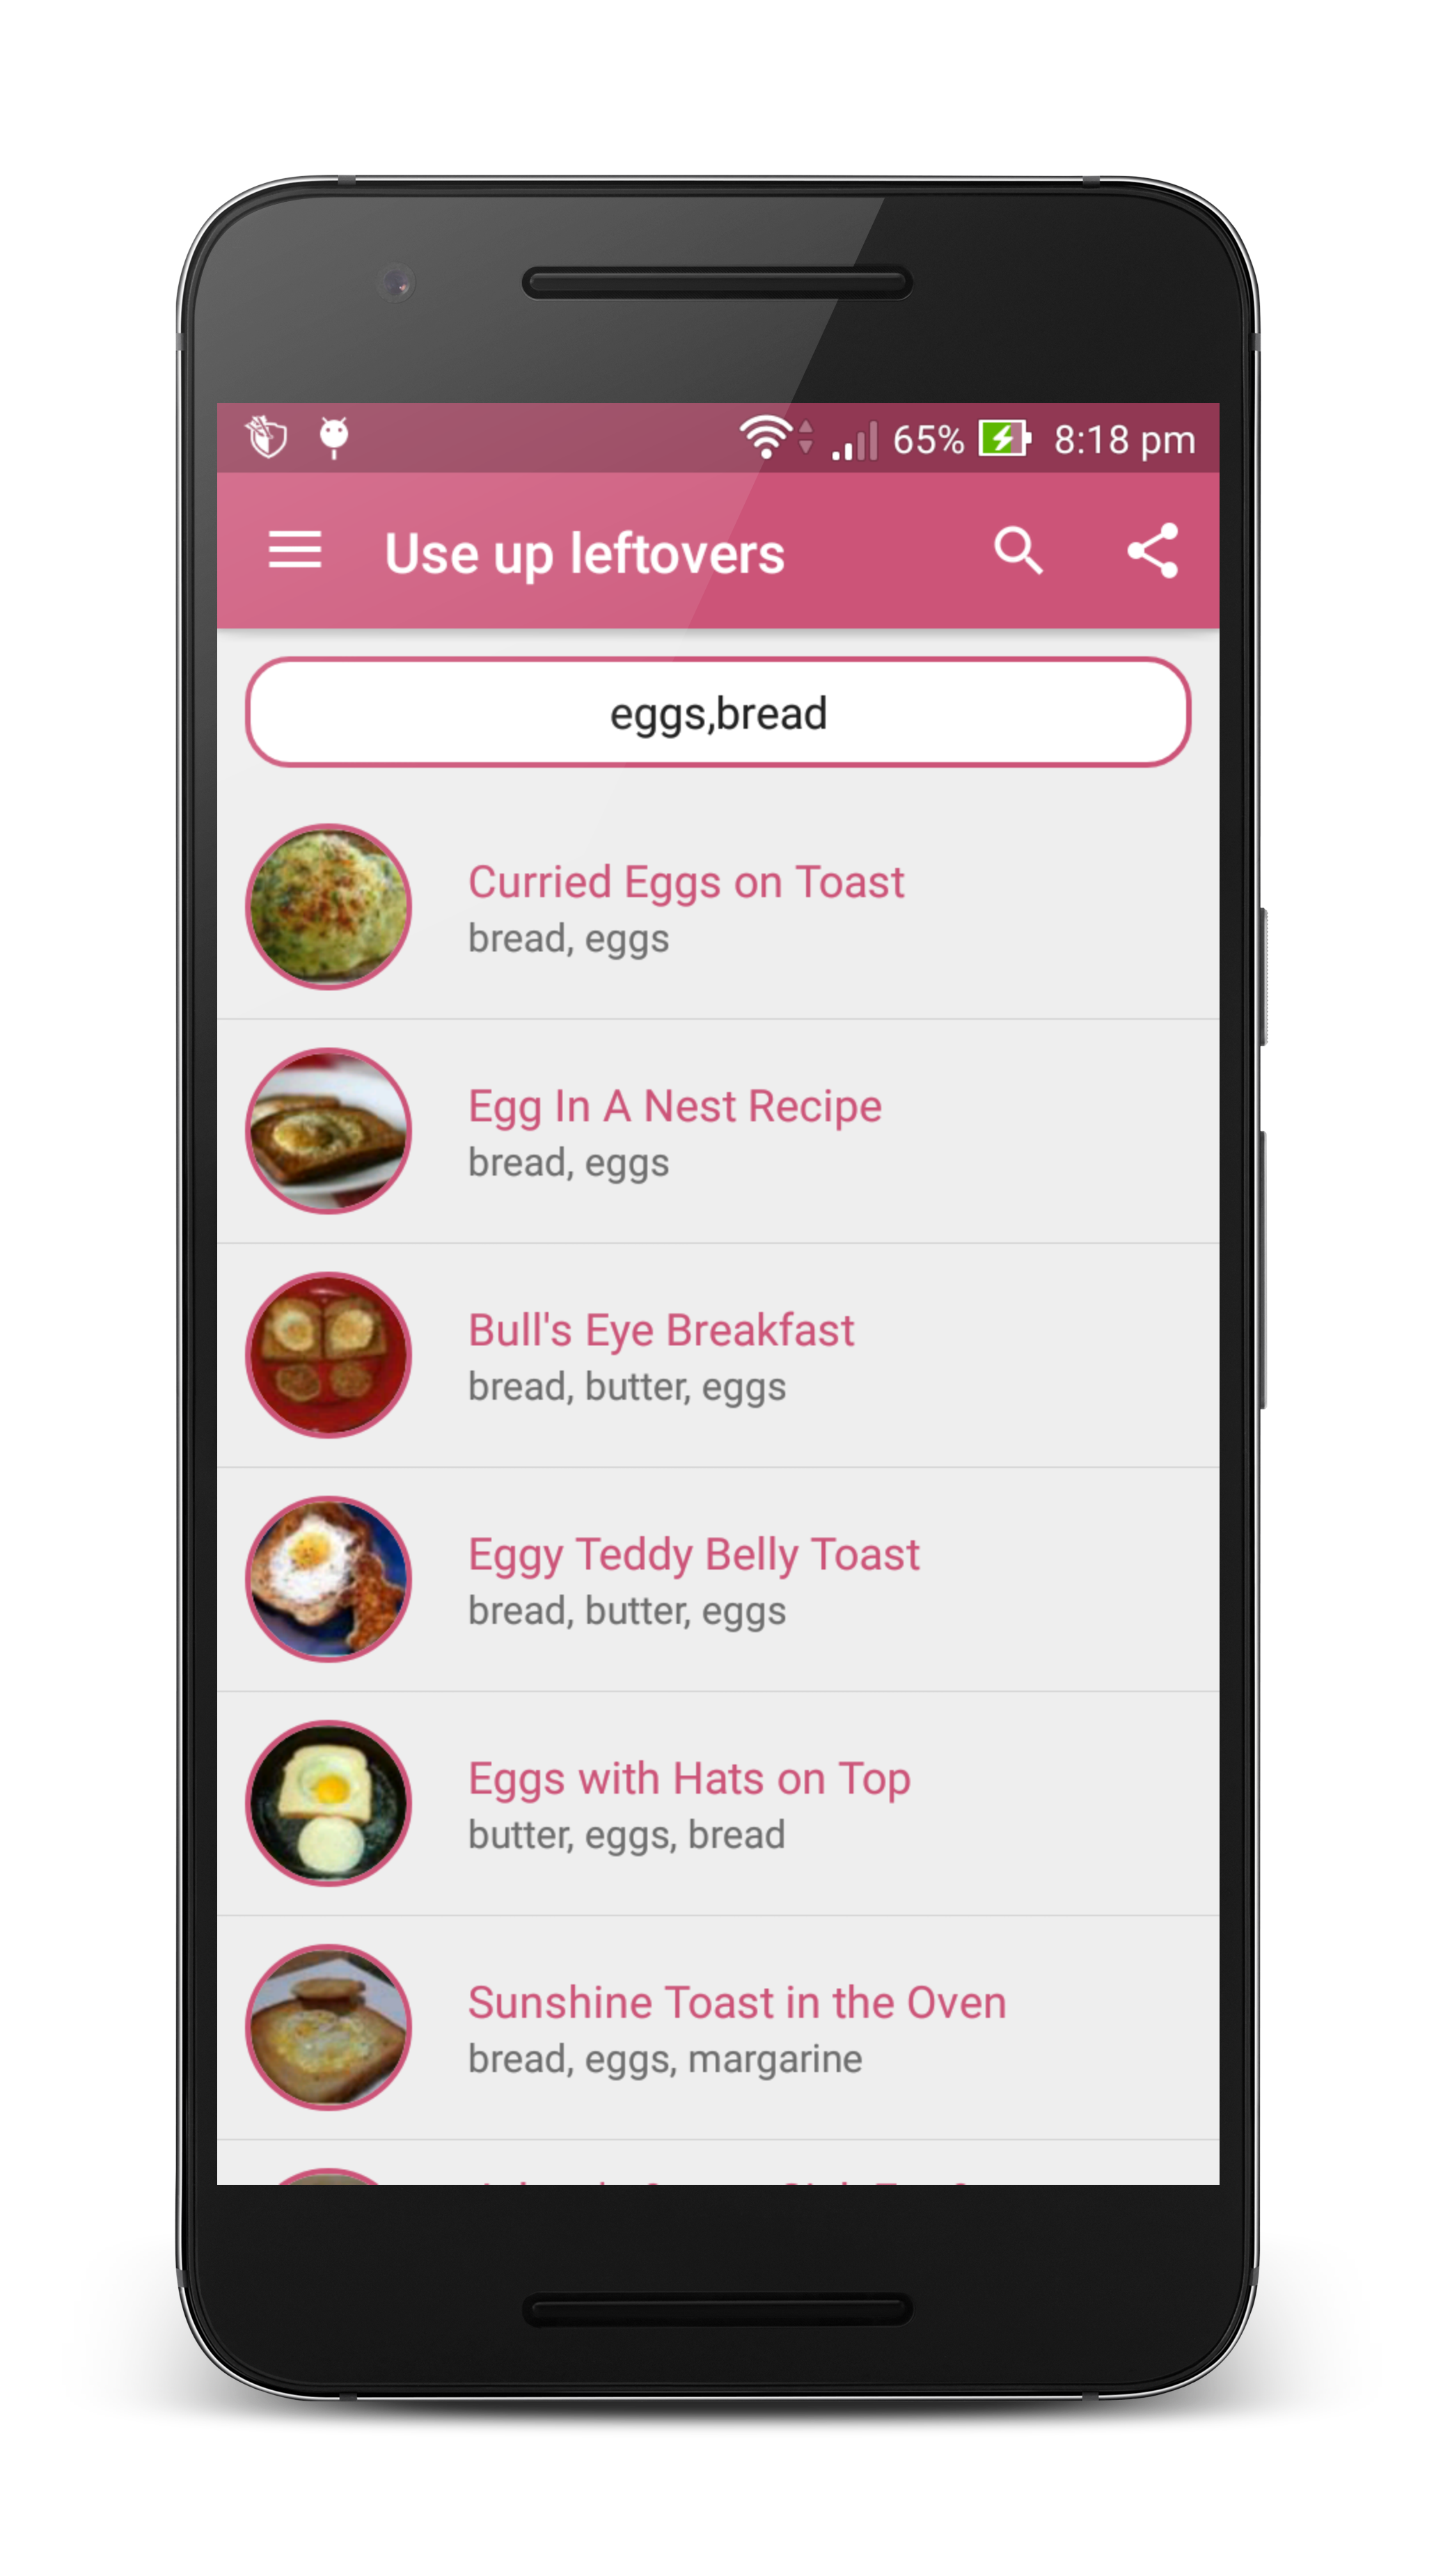 65% 8:18 pm
Use up leftovers
eggs,bread
Curried Eggs on Toast
bread, eggs
Egg In A Nest Recipe
bread, eggs
Bull's Eye Breakfast
bread, butter, eggs
Eggy Teddy Belly Toast
bread, butter, eggs
Eggs with Hats on Top
butter, eggs, bread
Sunshine Toast in the Oven
bread, eggs, margarine